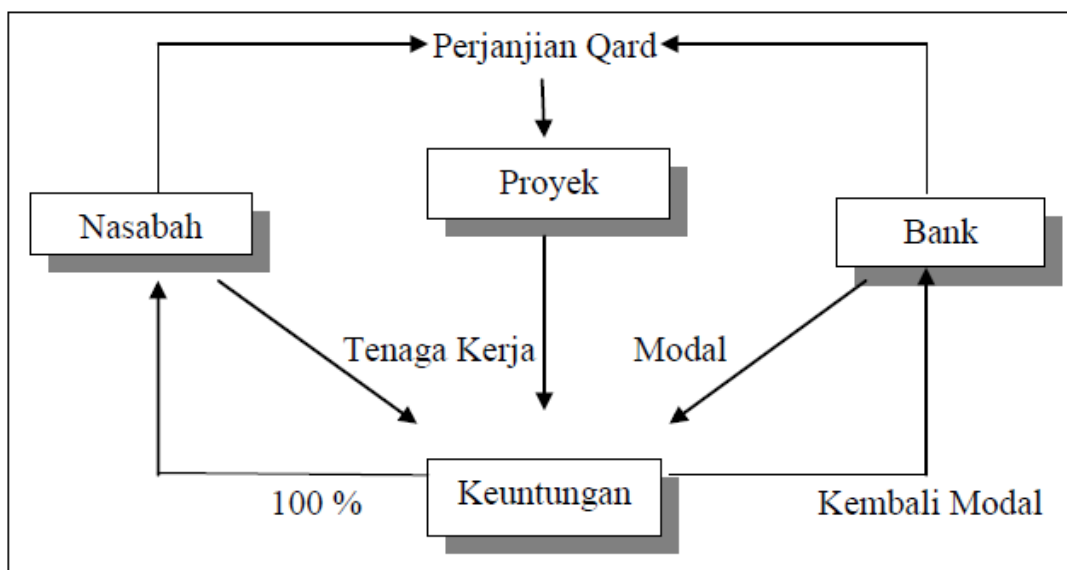 Perjanjian Qard
Proyek
Nasabah
Bank
Tenaga Kerja
Modal
Keuntungan
100 %
Kembali Modal